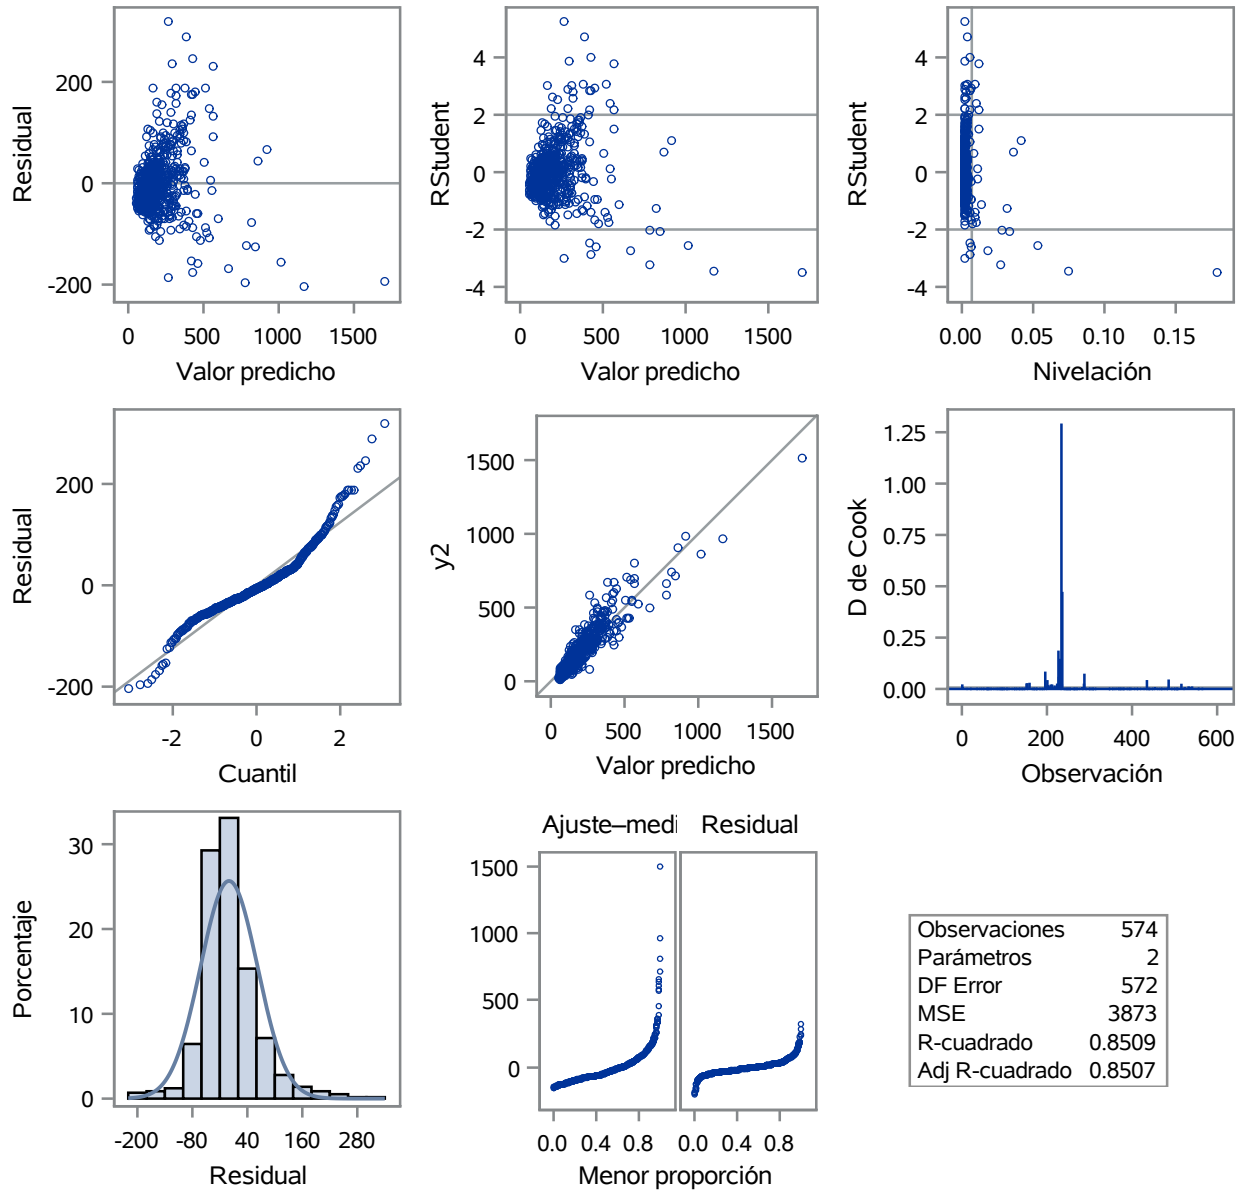 Residual
200
0
-200
0
500
1000
1500
Valor predicho
RStudent
4
2
0
-2
-4
0
500
1000
1500
Valor predicho
RStudent
4
2
0
-2
-4
0.00
0.05
0.10
0.15
Nivelación
Residual
200
0
-200
-2
0
2
Cuantil
y2
1500
1000
500
0
0
500
1000
1500
Valor predicho
D de Cook
1.25
1.00
0.75
0.50
0.25
0.00
0
200
400
600
Observación
Porcentaje
30
20
10
0
-200
-80
40
160
280
Residual
Ajuste–medi
Residual
1500
1000
500
0
0.0
0.4
0.8
0.0
0.4
0.8
Menor proporción
Observaciones 574
Parámetros 2
DF Error 572
MSE 3873
R-cuadrado 0.8509
Adj R-cuadrado 0.8507